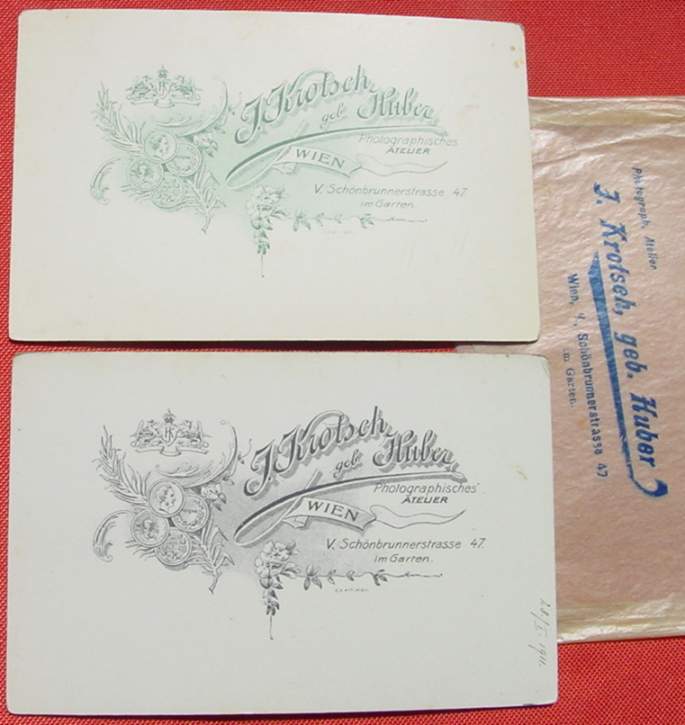 J. Krotsch,
geb. Huber,
Photographisches
ATELIER
WIEN
V. Schönbrunnerstrasse 47.
im Garten.
Photograph. Atelier
J. Krotsch, geb. Huber
Wien, V., Schönbrunnerstrasse 47
im Garten.
J. Krotsch,
geb. Huber,
Photographisches
ATELIER
WIEN
V. Schönbrunnerstrasse 47.
im Garten.
1911.